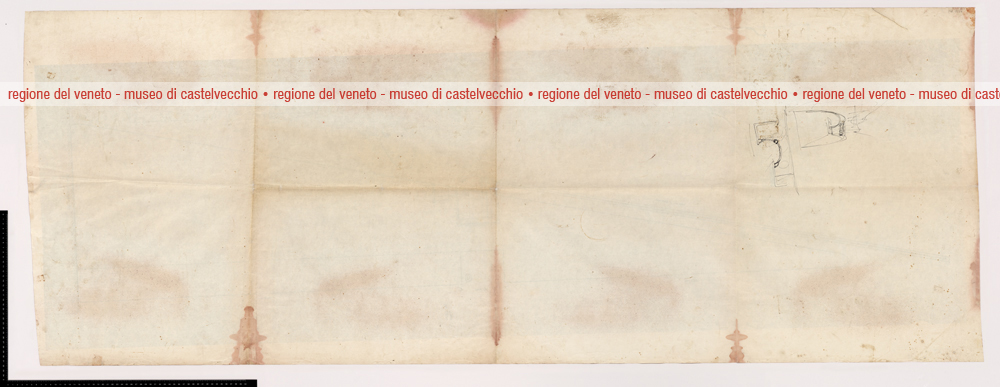 regione del veneto - museo di castelvecchio • regione del veneto - museo di castelvecchio • regione del veneto - museo di castelvecchio • regione del veneto - museo di cast